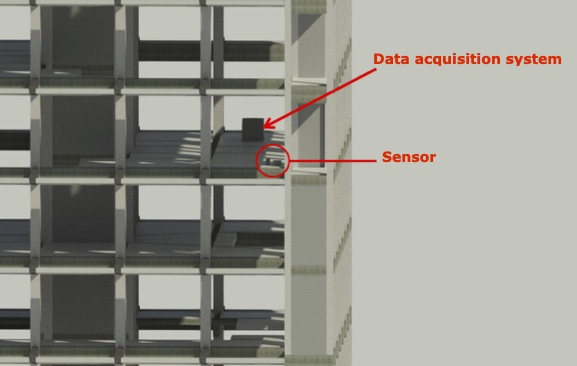 Data acquisition system
Sensor